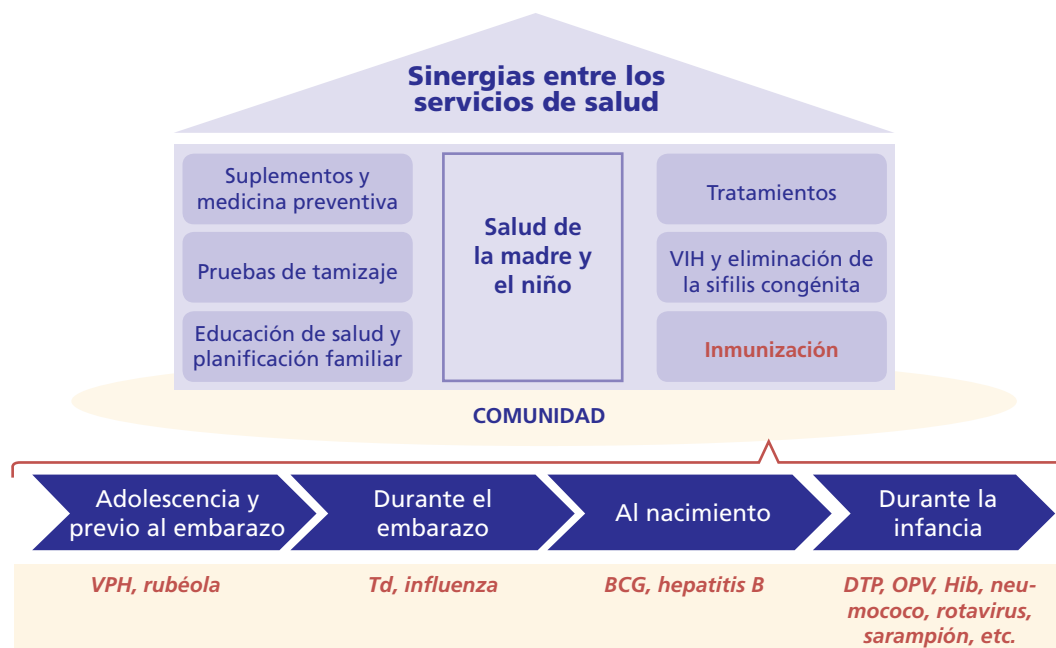 Sinergias entre los
servicios de salud
Suplementos y
medicina preventiva
Pruebas de tamizaje
Educación de salud y
planificación familiar
Salud de
la madre y
el niño
Tratamientos
VIH y eliminación de
la sifilis congénita
Inmunización
COMUNIDAD
Adolescencia y
previo al embarazo
Durante el
embarazo
Al nacimiento
Durante la
infancia
VPH, rubéola
Td, influenza
BCG, hepatitis B
DTP, OPV, Hib, neu-
mococo, rotavirus,
sarampión, etc.